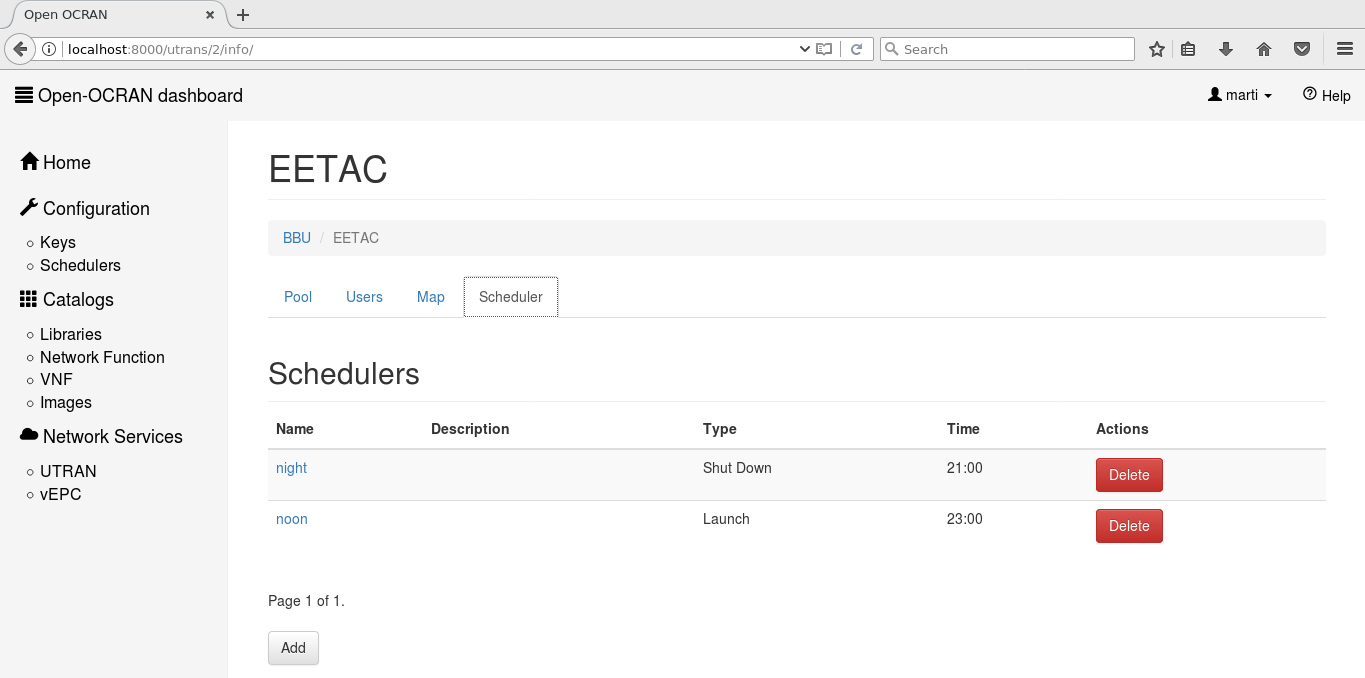 Open OCRAN
localhost:8000/utrans/2/info/
Search
Open-OCRAN dashboard
marti
Help
Home
Configuration
Keys
Schedulers
Catalogs
Libraries
Network Function
VNF
Images
Network Services
UTRAN
vEPC
EETAC
BBU / EETAC
Pool Users Map Scheduler
Schedulers
Name Description Type Time Actions
night Shut Down 21:00 Delete
noon Launch 23:00 Delete
Page 1 of 1.
Add